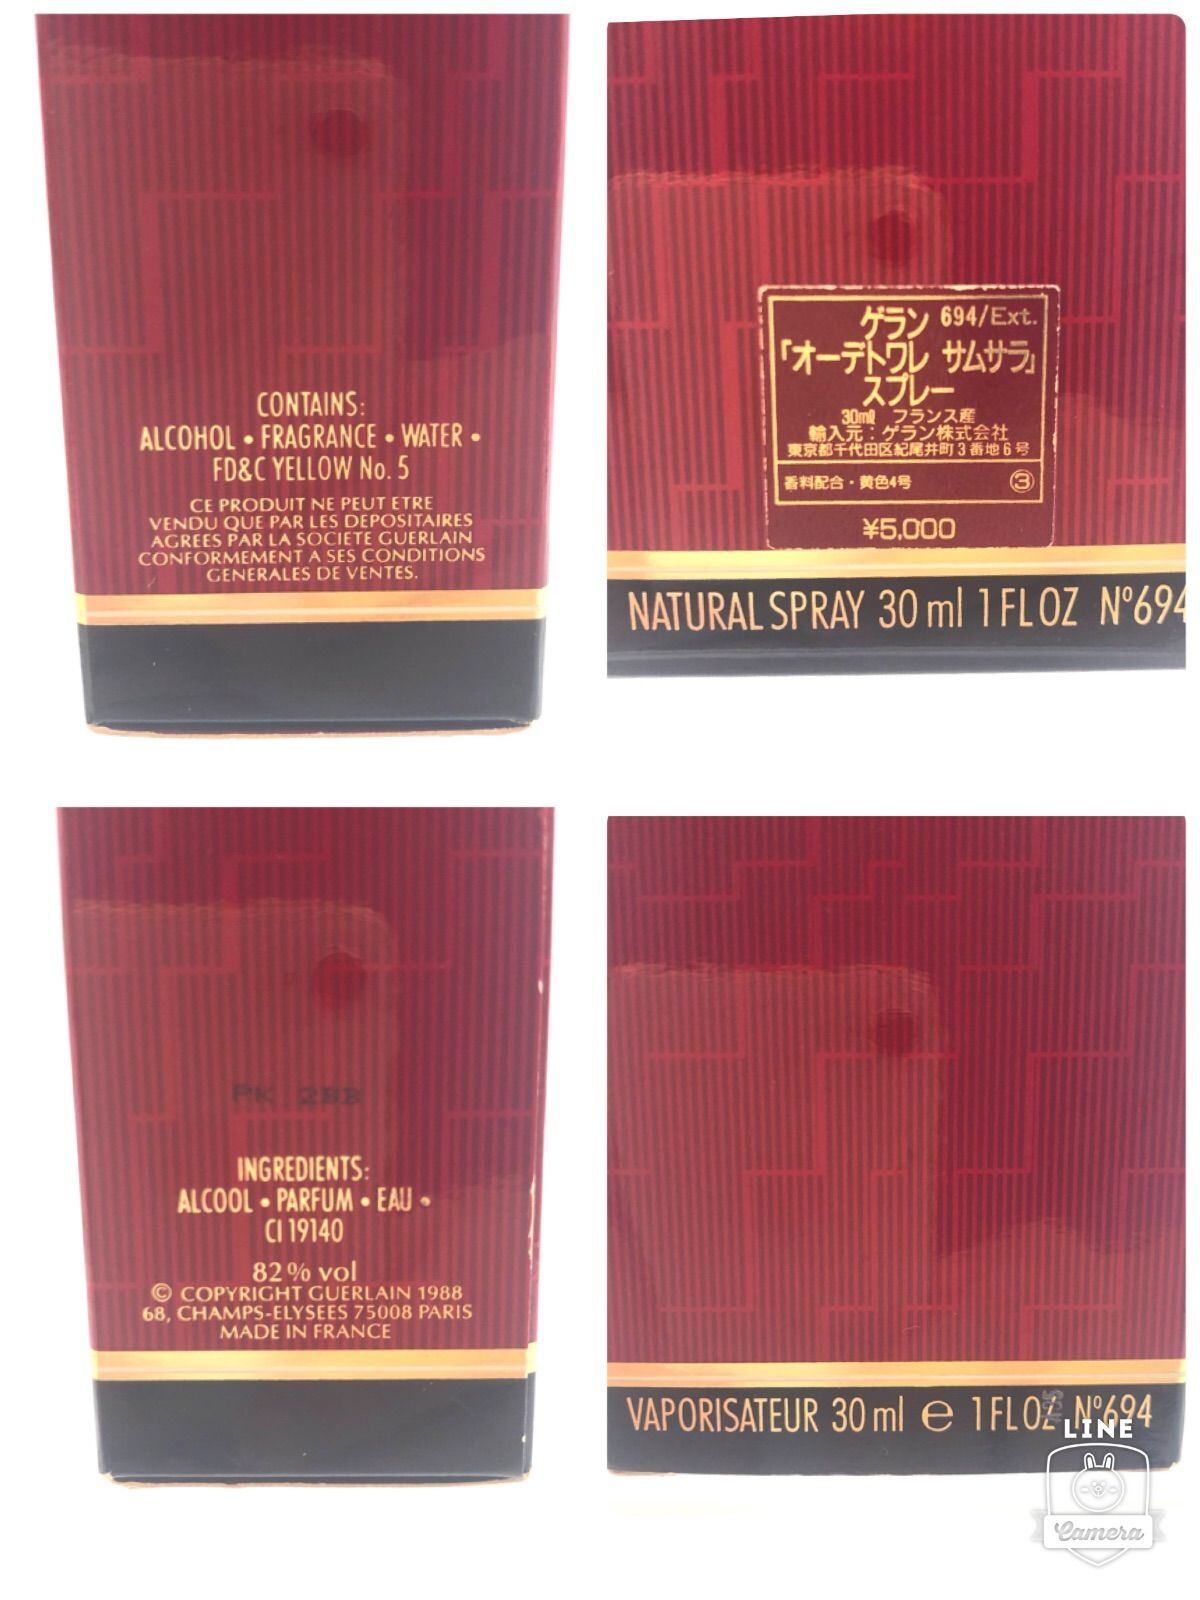 CONTAINS:
ALCOHOL • FRAGRANCE • WATER •
FD&C YELLOW No. 5
CE PRODUIT NE PEUT ETRE
VENDU QUE PAR LES DEPOSITAIRES
AGREES PAR LA SOCIETE GUERLAIN
CONFORMEMENT A SES CONDITIONS
GENERALES DE VENTES.
ゲラン 694/Ext.
「オーデトワレ サムサラ」
スプレー
30ml フランス産
輸入元：ゲラン株式会社
東京都千代田区紀尾井町3番地6号
香料配合・黄色4号 ③
¥5,000
NATURAL SPRAY 30 ml 1 FL OZ Nº694
PK 2BB
INGREDIENTS:
ALCOOL • PARFUM • EAU •
CI 19140
82% vol
© COPYRIGHT GUERLAIN 1988
68, CHAMPS-ELYSEES 75008 PARIS
MADE IN FRANCE
VAPORISATEUR 30 ml e 1 FL OZ Nº694
LINE
Camera